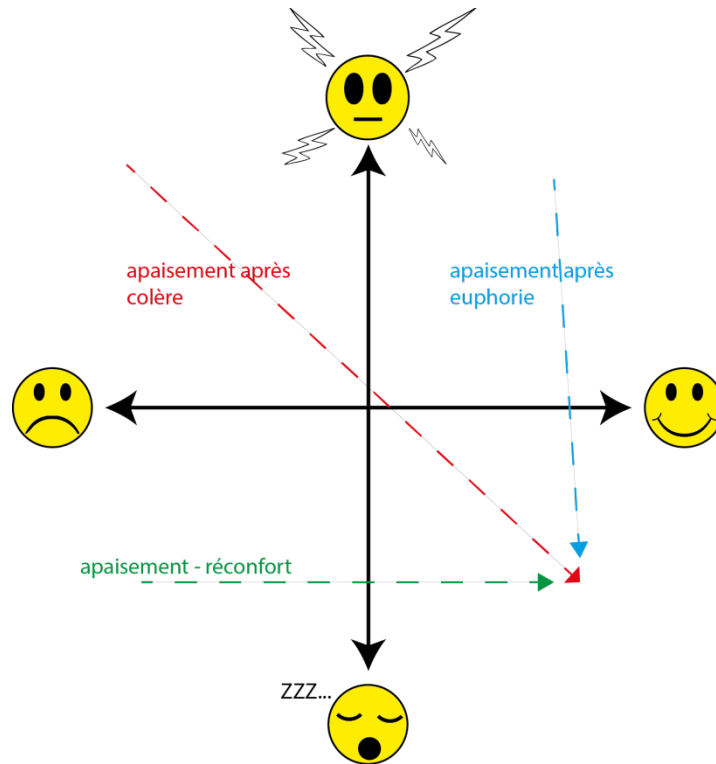 apaisement après
colère
apaisement après
euphorie
apaisement - réconfort
ZZZ...